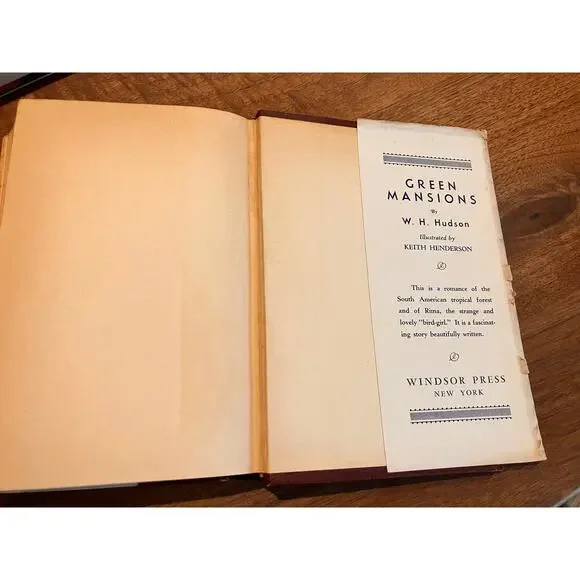 GREEN
MANSIONS
By
W. H. Hudson
Illustrated by
KEITH HENDERSON
This is a romance of the
South American tropical forest
and of Rima, the strange and
lovely "bird-girl." It is a fascinat-
ing story beautifully written.
WINDSOR PRESS
NEW YORK